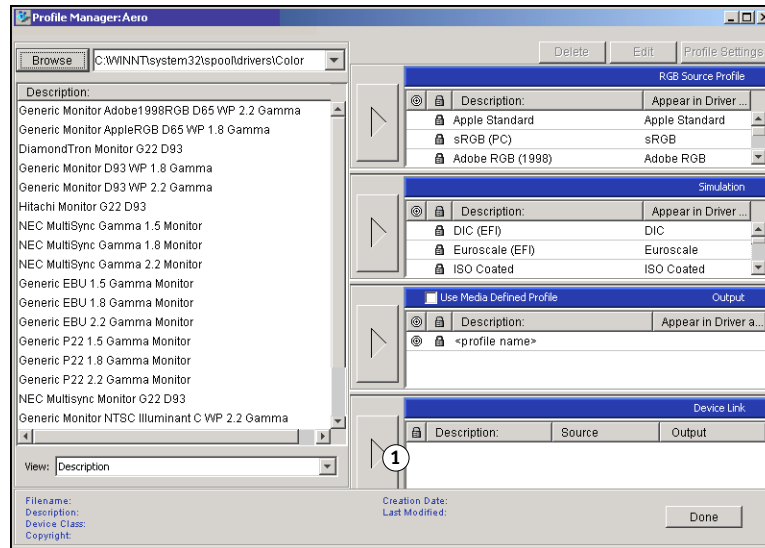 Profile Manager: Aero
Browse
C:\WINNT\system32\spool\drivers\Color
Delete
Edit
Profile Settings
Description:
Generic Monitor Adobe1998RGB D65 WP 2.2 Gamma
Generic Monitor AppleRGB D65 WP 1.8 Gamma
DiamondTron Monitor G22 D93
Generic Monitor D93 WP 1.8 Gamma
Generic Monitor D93 WP 2.2 Gamma
Hitachi Monitor G22 D93
NEC MultiSync Gamma 1.5 Monitor
NEC MultiSync Gamma 1.8 Monitor
NEC MultiSync Gamma 2.2 Monitor
Generic EBU 1.5 Gamma Monitor
Generic EBU 1.8 Gamma Monitor
Generic EBU 2.2 Gamma Monitor
Generic P22 1.5 Gamma Monitor
Generic P22 1.8 Gamma Monitor
Generic P22 2.2 Gamma Monitor
NEC Multisync Monitor G22 D93
Generic Monitor NTSC Illuminant C WP 2.2 Gamma
View: Description
RGB Source Profile
Description: Appear in Driver ...
Apple Standard Apple Standard
sRGB (PC) sRGB
Adobe RGB (1998) Adobe RGB
Simulation
Description: Appear in Driver ...
DIC (EFI) DIC
Euroscale (EFI) Euroscale
ISO Coated ISO Coated
Use Media Defined Profile Output
Description: Appear in Driver a...
<profile name>
Device Link
Description: Source Output
1
Filename:
Description:
Device Class:
Copyright:
Creation Date:
Last Modified:
Done